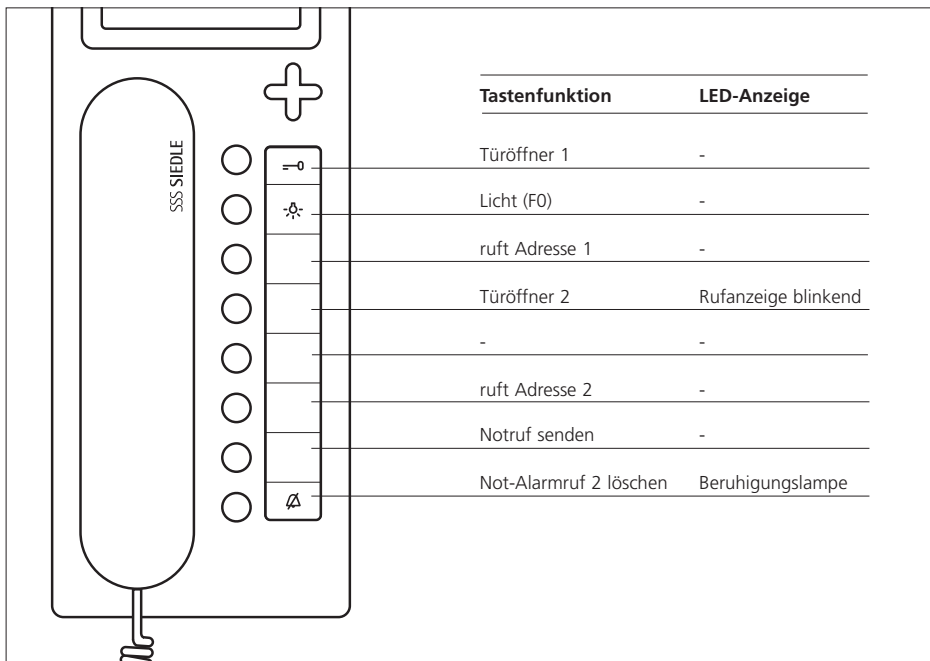 SSS SIEDLE
Tastenfunktion LED-Anzeige
Türöffner 1 -
Licht (F0) -
ruft Adresse 1 -
Türöffner 2 Rufanzeige blinkend
- -
ruft Adresse 2 -
Notruf senden -
Not-Alarmruf 2 löschen Beruhigungslampe